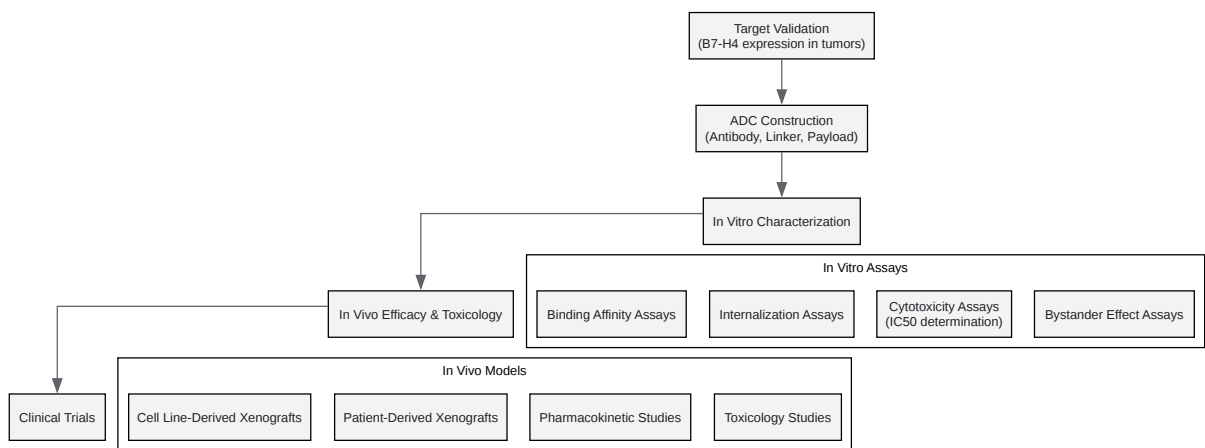 Target Validation
(B7-H4 expression in tumors)
ADC Construction
(Antibody, Linker, Payload)
In Vitro Characterization
In Vitro Assays
In Vivo Efficacy & Toxicology
Binding Affinity Assays
Internalization Assays
Cytotoxicity Assays
(IC50 determination)
Bystander Effect Assays
In Vivo Models
Clinical Trials
Cell Line-Derived Xenografts
Patient-Derived Xenografts
Pharmacokinetic Studies
Toxicology Studies